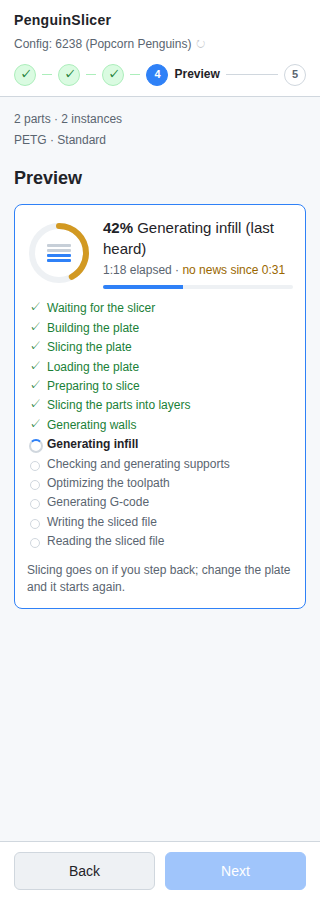 PenguinSlicer
Config: 6238 (Popcorn Penguins)
4 Preview 5
2 parts · 2 instances
PETG · Standard
Preview
42% Generating infill (last
heard)
1:18 elapsed · no news since 0:31
Waiting for the slicer
Building the plate
Slicing the plate
Loading the plate
Preparing to slice
Slicing the parts into layers
Generating walls
Generating infill
Checking and generating supports
Optimizing the toolpath
Generating G-code
Writing the sliced file
Reading the sliced file
Slicing goes on if you step back; change the plate
and it starts again.
Back Next